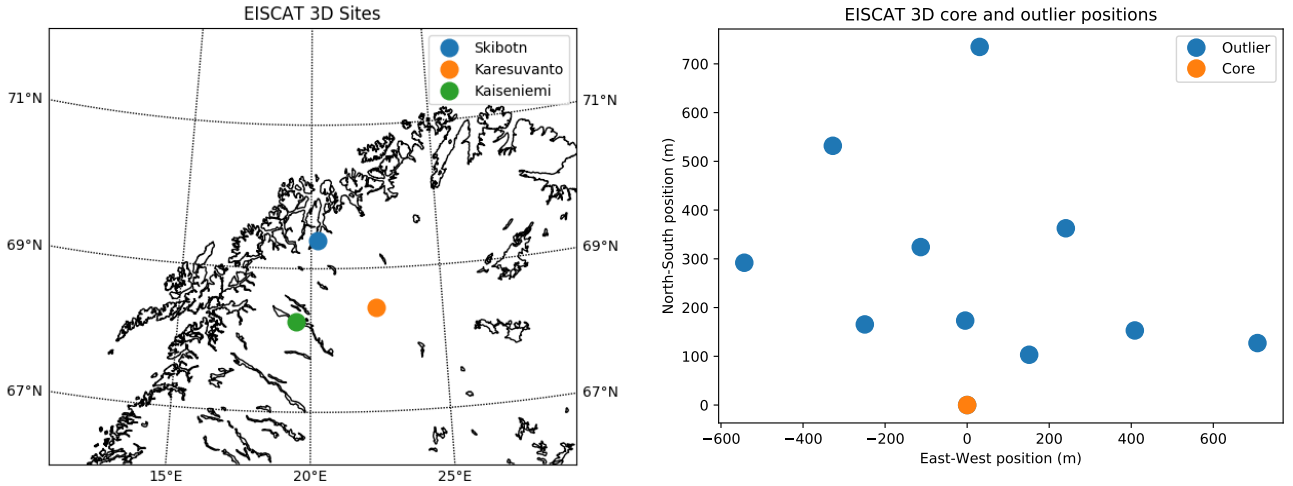 EISCAT 3D Sites
Skibotn
Karesuvanto
Kaiseniemi
71°N
71°N
69°N
69°N
67°N
67°N
15°E
20°E
25°E
EISCAT 3D core and outlier positions
Outlier
Core
North-South position (m)
700
600
500
400
300
200
100
0
−600
−400
−200
0
200
400
600
East-West position (m)